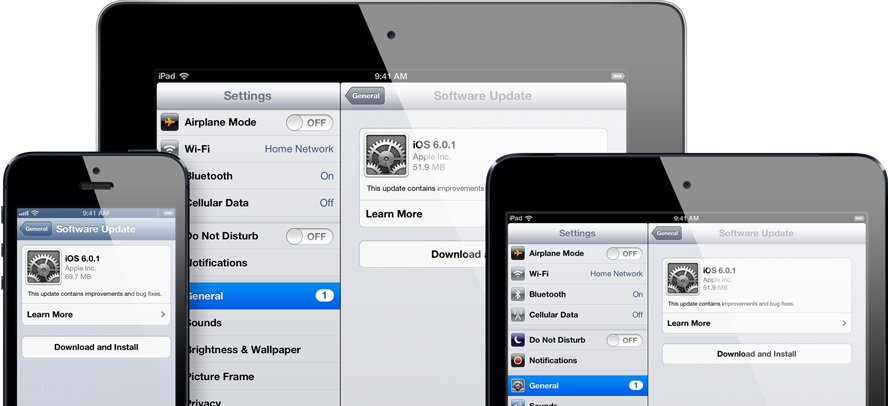 iPad 9:41 AM
Settings
General Software Update
Airplane Mode OFF
Wi-Fi Home Network
Bluetooth On
Cellular Data Off
Do Not Disturb OFF
Notifications
General 1
Sounds
Brightness & Wallpaper
Picture Frame
Privacy
iOS 6.0.1
Apple Inc.
51.9 MB
This update contains improvements
Learn More
Download a
9:41 AM
General Software Update
iOS 6.0.1
Apple Inc.
69.7 MB
This update contains improvements and bug fixes.
Learn More
Download and Install
iPad 9:41 AM
Settings
General Software Update
Airplane Mode OFF
Wi-Fi Home Network
Bluetooth On
Cellular Data Off
Do Not Disturb OFF
Notifications
General 1
Sounds
iOS 6.0.1
Apple Inc.
51.9 MB
This update contains improvements and bug fixes.
Learn More
Download and Install